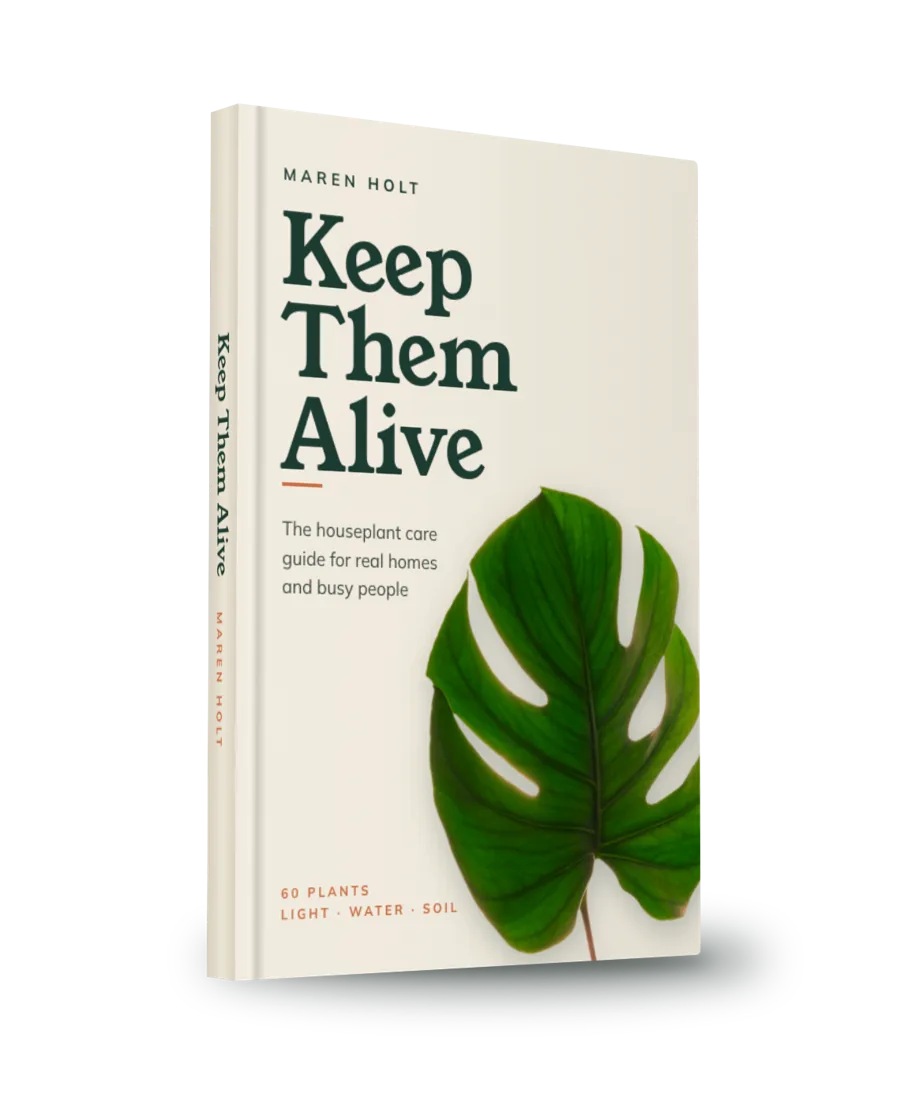 MAREN HOLT
Keep
Them
Alive
The houseplant care
guide for real homes
and busy people
60 PLANTS
LIGHT · WATER · SOIL
Keep Them Alive MAREN HOLT